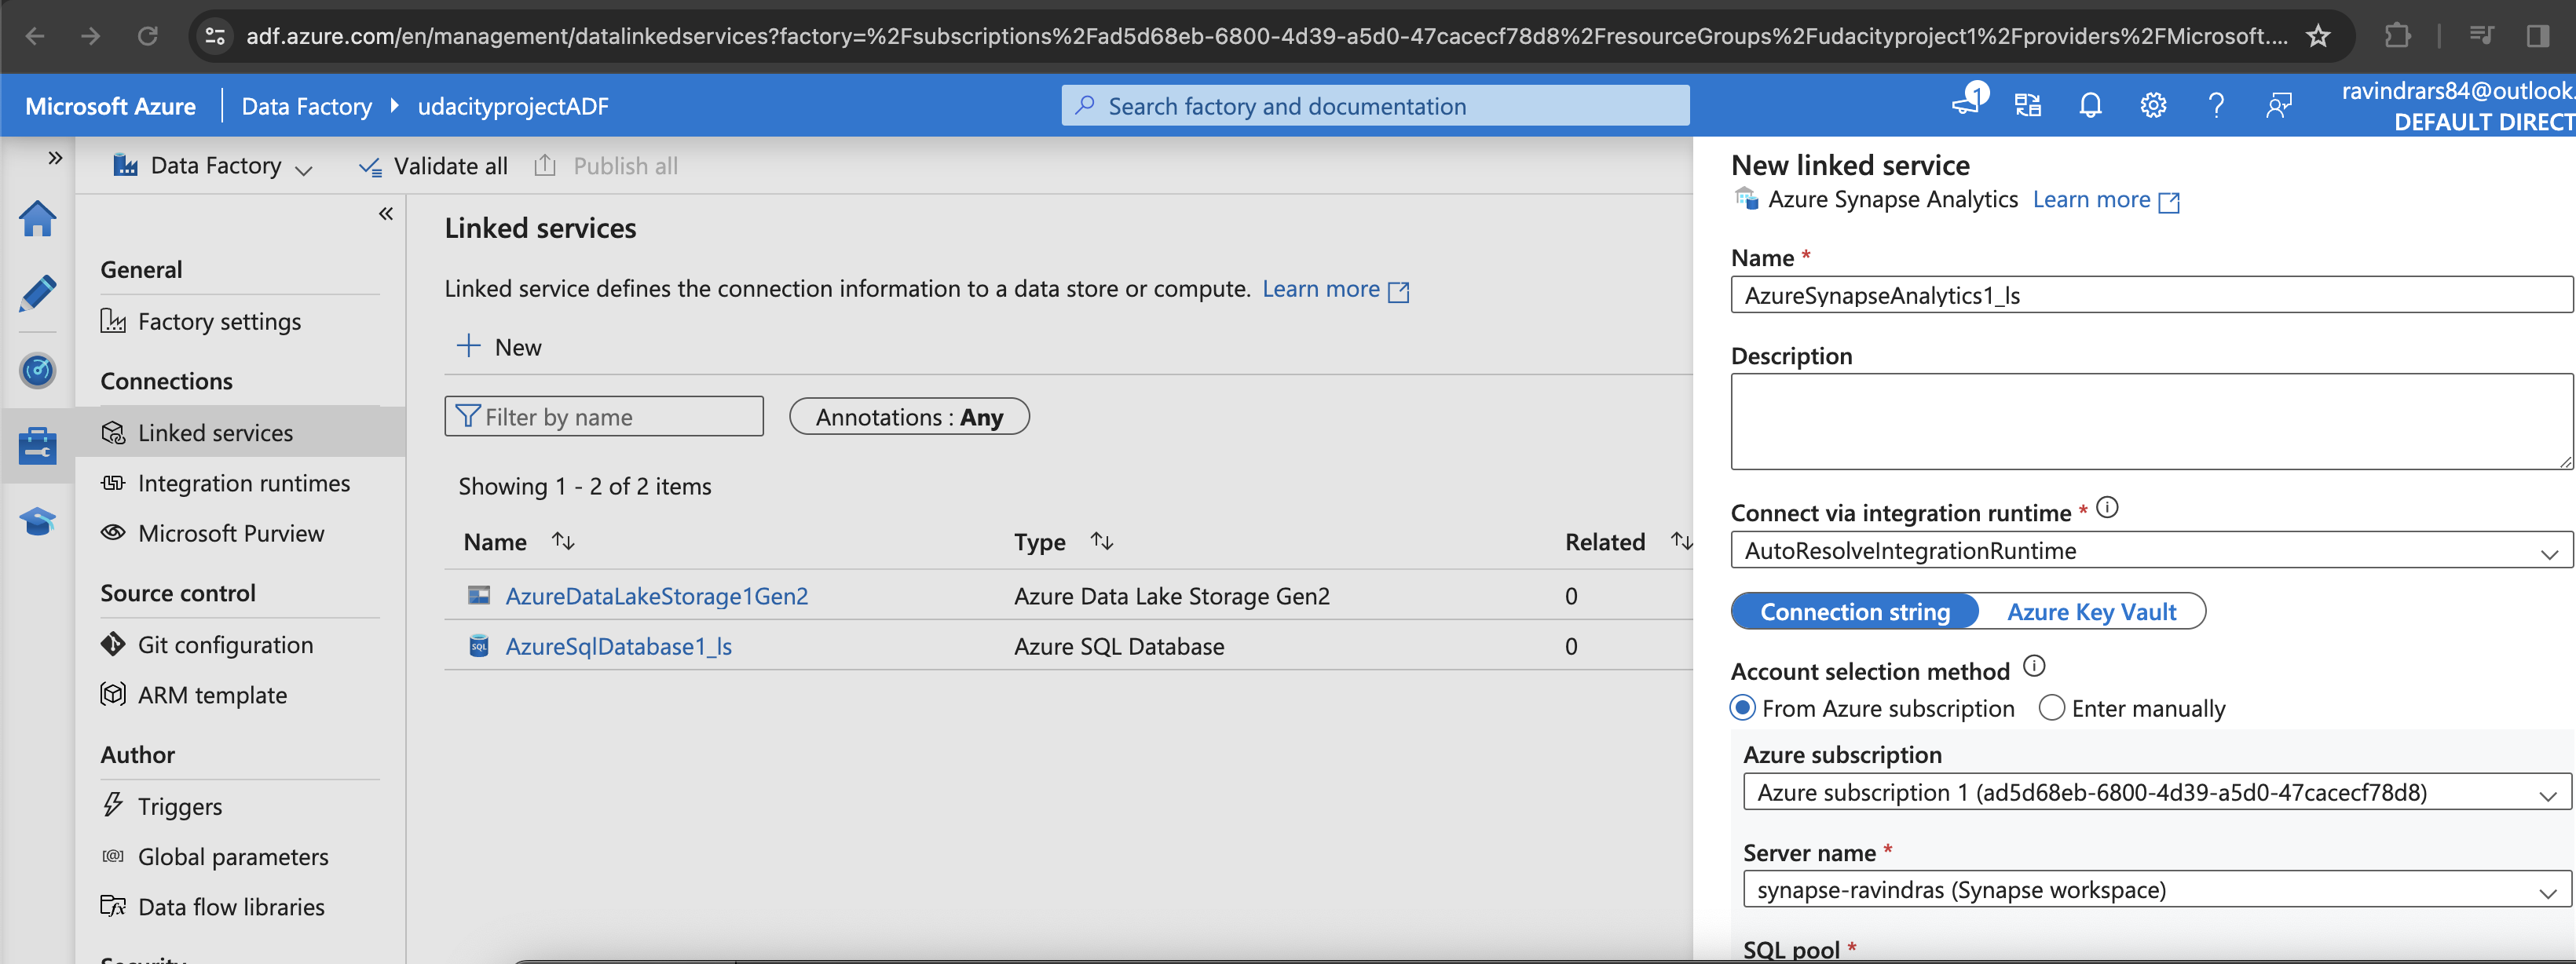 adf.azure.com/en/management/datalinkedservices?factory=%2Fsubscriptions%2Fad5d68eb-6800-4d39-a5d0-47cacecf78d8%2FresourceGroups%2Fudacityproject1%2Fproviders%2FMicrosoft....
Microsoft Azure
Data Factory
udacityprojectADF
Search factory and documentation
1
ravindrars84@outlook.
DEFAULT DIRECT
Data Factory
Validate all
Publish all
General
Factory settings
Connections
Linked services
Integration runtimes
Microsoft Purview
Source control
Git configuration
ARM template
Author
Triggers
Global parameters
Data flow libraries
Security
Linked services
Linked service defines the connection information to a data store or compute. Learn more
New
Filter by name
Annotations : Any
Showing 1 - 2 of 2 items
Name Type Related
AzureDataLakeStorage1Gen2 Azure Data Lake Storage Gen2 0
AzureSqlDatabase1_ls Azure SQL Database 0
New linked service
Azure Synapse Analytics Learn more
Name *
AzureSynapseAnalytics1_ls
Description
Connect via integration runtime *
AutoResolveIntegrationRuntime
Connection string Azure Key Vault
Account selection method
From Azure subscription Enter manually
Azure subscription
Azure subscription 1 (ad5d68eb-6800-4d39-a5d0-47cacecf78d8)
Server name *
synapse-ravindras (Synapse workspace)
SQL pool *